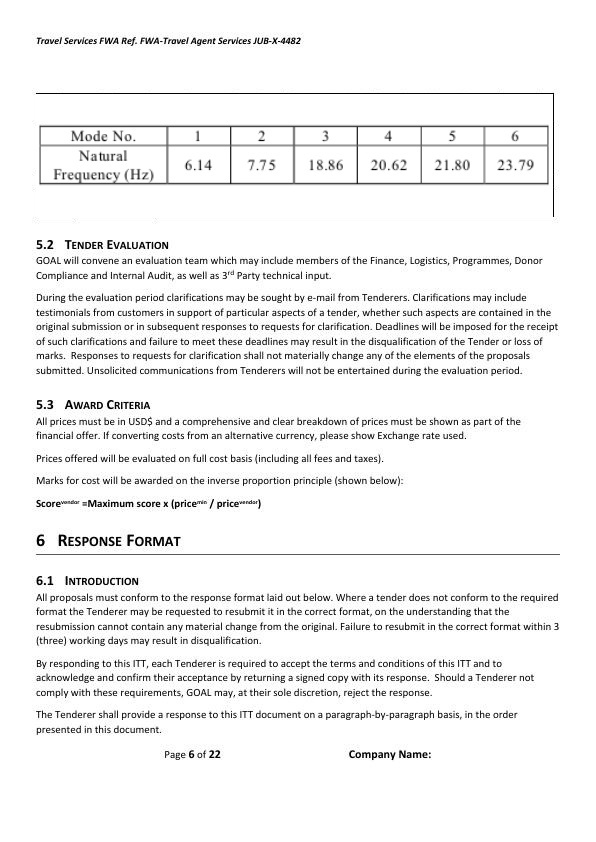 Travel Services FWA Ref. FWA-Travel Agent Services JUB-X-4482
Mode No. 1 2 3 4 5 6
Natural
Frequency (Hz) 6.14 7.75 18.86 20.62 21.80 23.79
5.2 TENDER EVALUATION
GOAL will convene an evaluation team which may include members of the Finance, Logistics, Programmes, Donor
Compliance and Internal Audit, as well as 3rd Party technical input.
During the evaluation period clarifications may be sought by e-mail from Tenderers. Clarifications may include
testimonials from customers in support of particular aspects of a tender, whether such aspects are contained in the
original submission or in subsequent responses to requests for clarification. Deadlines will be imposed for the receipt
of such clarifications and failure to meet these deadlines may result in the disqualification of the Tender or loss of
marks. Responses to requests for clarification shall not materially change any of the elements of the proposals
submitted. Unsolicited communications from Tenderers will not be entertained during the evaluation period.
5.3 AWARD CRITERIA
All prices must be in USD$ and a comprehensive and clear breakdown of prices must be shown as part of the
financial offer. If converting costs from an alternative currency, please show Exchange rate used.
Prices offered will be evaluated on full cost basis (including all fees and taxes).
Marks for cost will be awarded on the inverse proportion principle (shown below):
Scorevendor =Maximum score x (pricemin / pricevendor)
6 RESPONSE FORMAT
6.1 INTRODUCTION
All proposals must conform to the response format laid out below. Where a tender does not conform to the required
format the Tenderer may be requested to resubmit it in the correct format, on the understanding that the
resubmission cannot contain any material change from the original. Failure to resubmit in the correct format within 3
(three) working days may result in disqualification.
By responding to this ITT, each Tenderer is required to accept the terms and conditions of this ITT and to
acknowledge and confirm their acceptance by returning a signed copy with its response. Should a Tenderer not
comply with these requirements, GOAL may, at their sole discretion, reject the response.
The Tenderer shall provide a response to this ITT document on a paragraph-by-paragraph basis, in the order
presented in this document.
Page 6 of 22 Company Name: